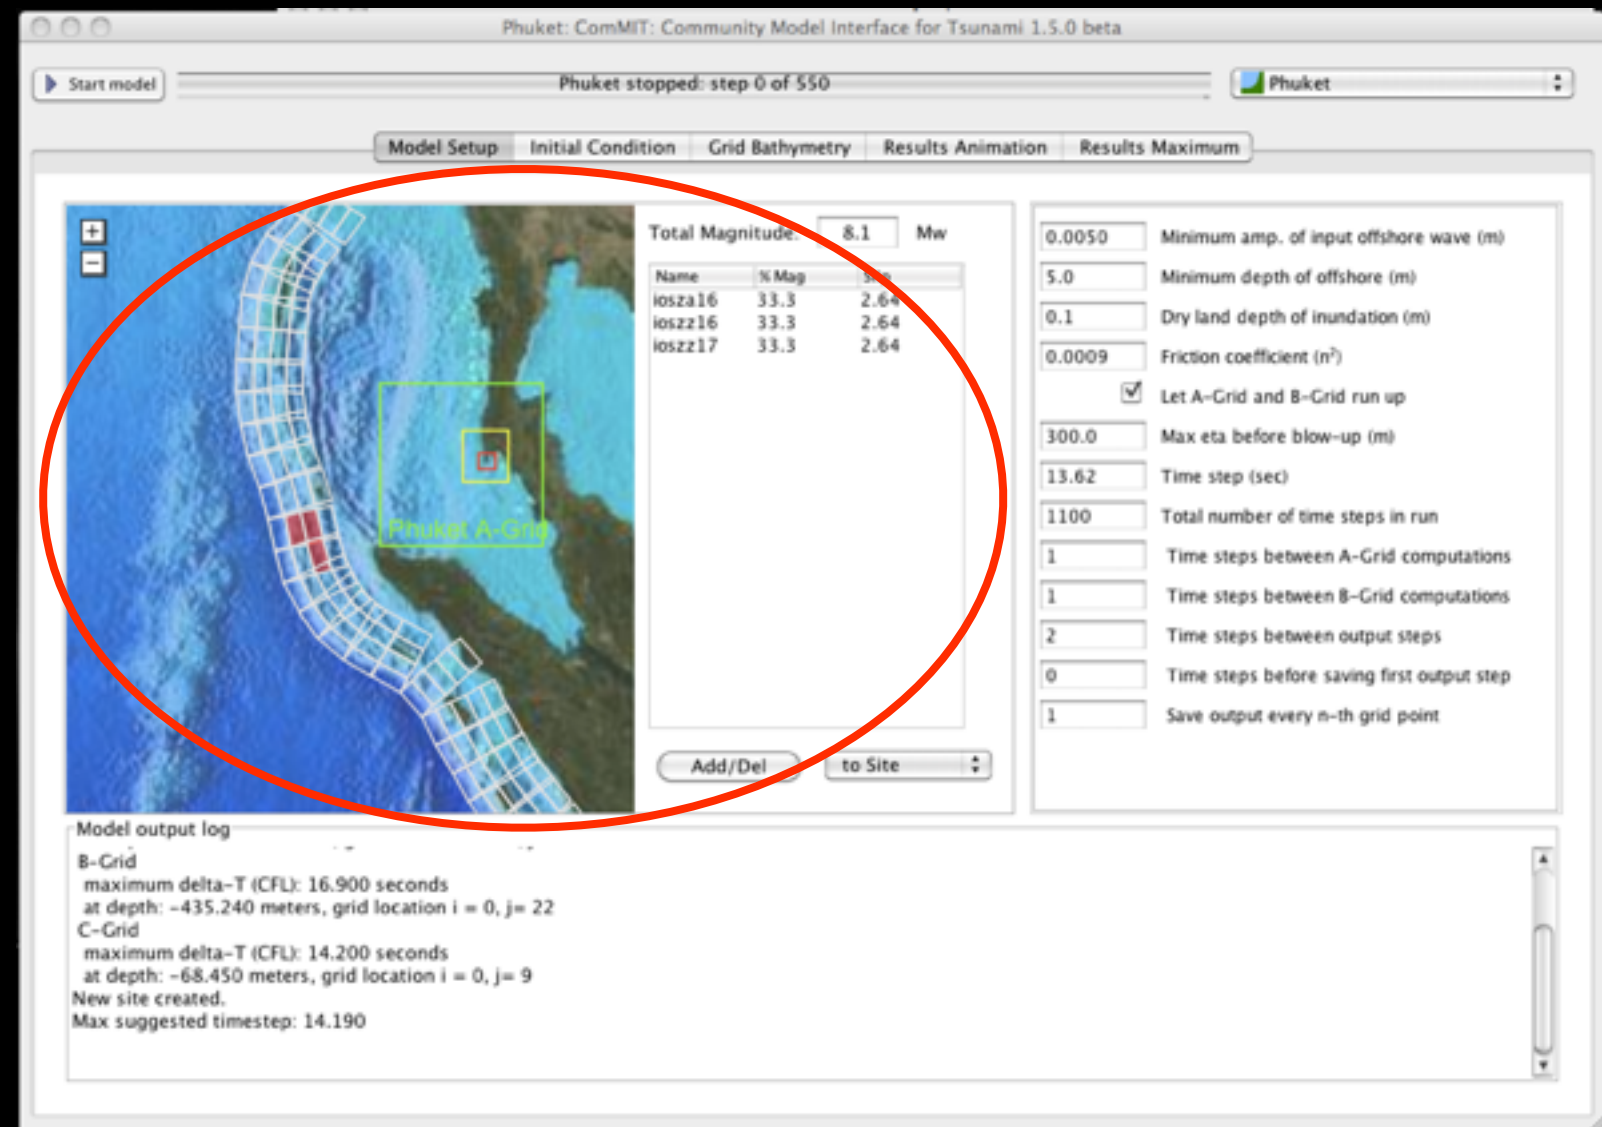 Phuket: ComMIT: Community Model Interface for Tsunami 1.5.0 beta
Start model
Phuket stopped: step 0 of 550
Phuket
Model Setup
Initial Condition
Grid Bathymetry
Results Animation
Results Maximum
+
−
Phuket A-Grid
Total Magnitude: 8.1 Mw
Name % Mag
iosza16 33.3 2.64
ioszz16 33.3 2.64
ioszz17 33.3 2.64
Add/Del
to Site
0.0050 Minimum amp. of input offshore wave (m)
5.0 Minimum depth of offshore (m)
0.1 Dry land depth of inundation (m)
0.0009 Friction coefficient (n²)
Let A-Grid and B-Grid run up
300.0 Max eta before blow-up (m)
13.62 Time step (sec)
1100 Total number of time steps in run
1 Time steps between A-Grid computations
1 Time steps between B-Grid computations
2 Time steps between output steps
0 Time steps before saving first output step
1 Save output every n-th grid point
Model output log
B-Grid
maximum delta-T (CFL): 16.900 seconds
at depth: -435.240 meters, grid location i = 0, j= 22
C-Grid
maximum delta-T (CFL): 14.200 seconds
at depth: -68.450 meters, grid location i = 0, j= 9
New site created.
Max suggested timestep: 14.190